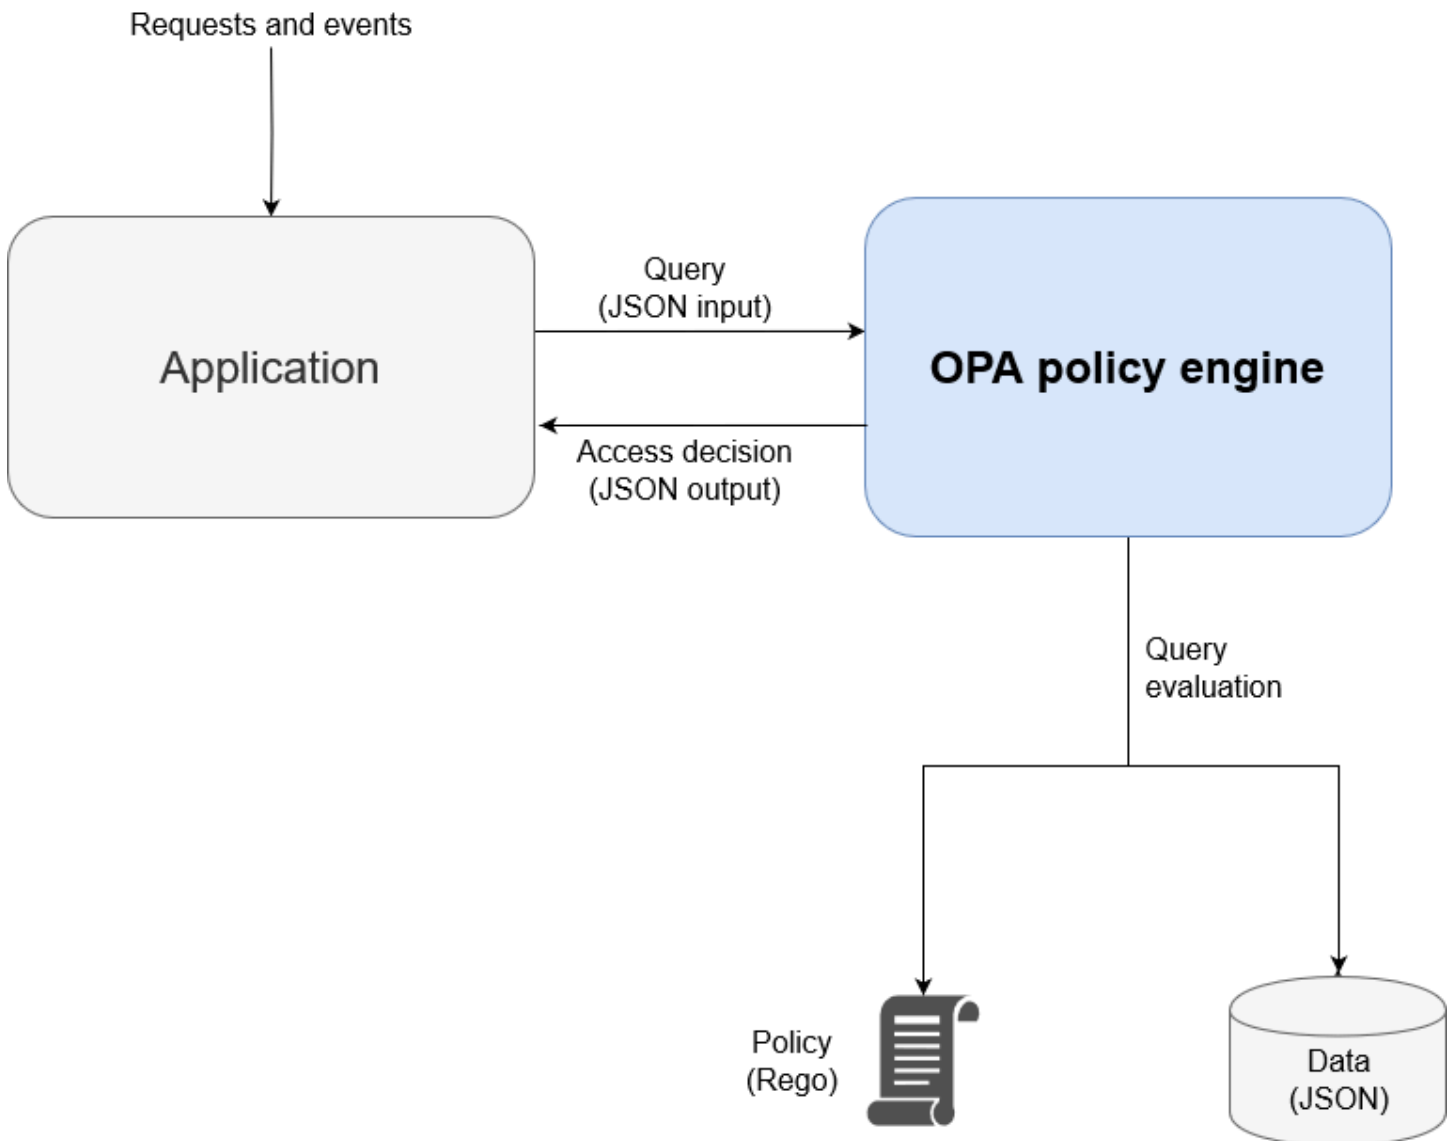 Requests and events
Query
(JSON input)
Application
OPA policy engine
Access decision
(JSON output)
Query
evaluation
Policy
(Rego)
Data
(JSON)